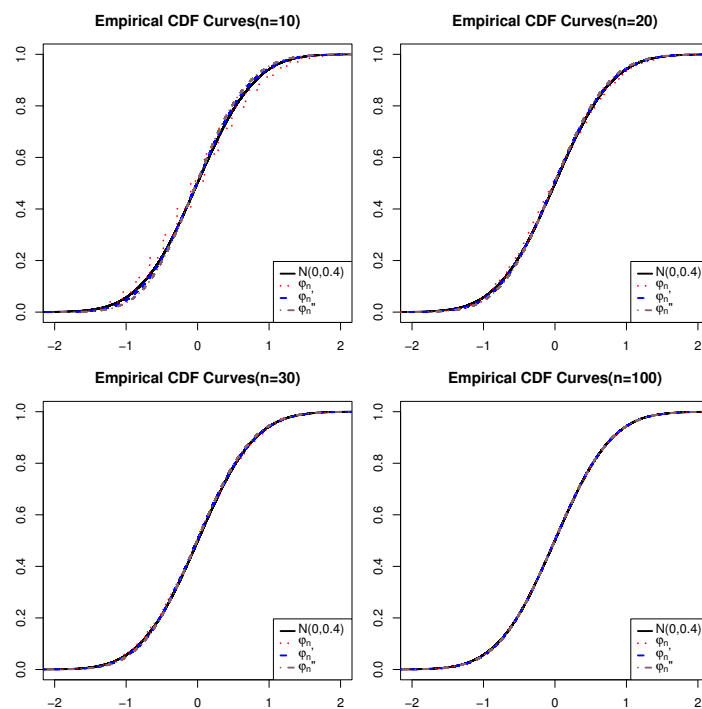 Empirical CDF Curves(n=10)
0.0 0.2 0.4 0.6 0.8 1.0
−2 −1 0 1 2
N(0,0.4)
φn
φn'
φn''
Empirical CDF Curves(n=20)
0.0 0.2 0.4 0.6 0.8 1.0
−2 −1 0 1 2
N(0,0.4)
φn
φn'
φn''
Empirical CDF Curves(n=30)
0.0 0.2 0.4 0.6 0.8 1.0
−2 −1 0 1 2
N(0,0.4)
φn
φn'
φn''
Empirical CDF Curves(n=100)
0.0 0.2 0.4 0.6 0.8 1.0
−2 −1 0 1 2
N(0,0.4)
φn
φn'
φn''